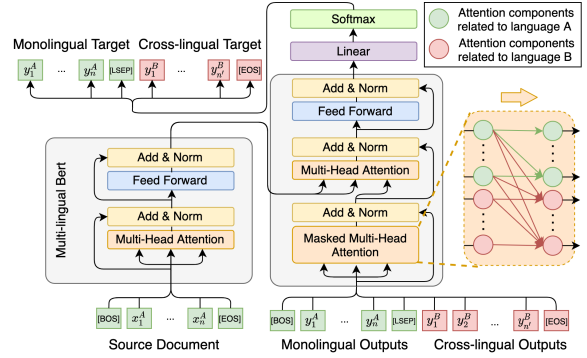 Softmax
Linear
Add & Norm
Feed Forward
Add & Norm
Multi-Head Attention
Add & Norm
Masked Multi-Head
Attention
Attention components
related to language A
Attention components
related to language B
Monolingual Target
Cross-lingual Target
y_1^A ... y_n^A [LSEP] y_1^B ... y_{n'}^B [EOS]
Multi-lingual Bert
Add & Norm
Feed Forward
Add & Norm
Multi-Head Attention
[BOS] x_1^A ... x_n^A [EOS]
Source Document
[BOS] y_1^A ... y_n^A [LSEP] y_1^B y_2^B ... y_{n'}^B [EOS]
Monolingual Outputs
Cross-lingual Outputs